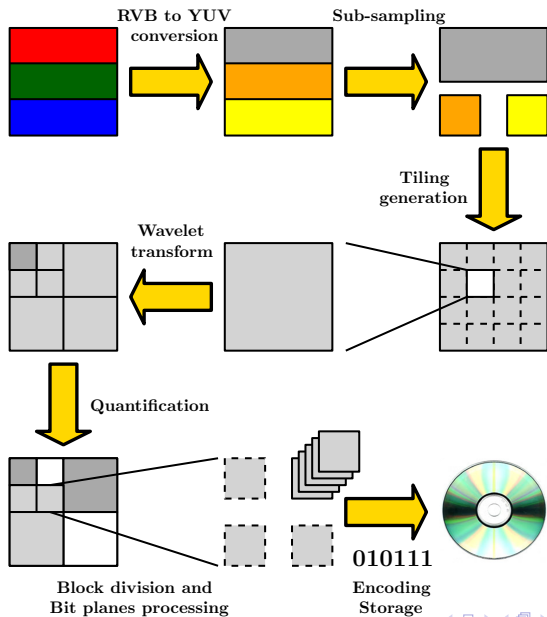 RVB to YUV
conversion
Sub-sampling
Tiling
generation
Wavelet
transform
Quantification
010111
Block division and
Bit planes processing
Encoding
Storage